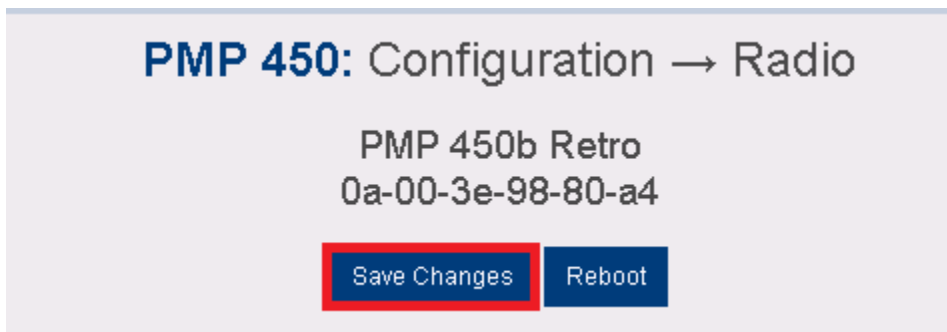 PMP 450: Configuration → Radio
PMP 450b Retro
0a-00-3e-98-80-a4
Save Changes Reboot